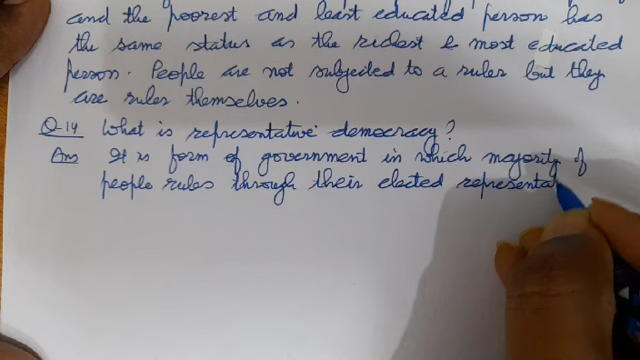 and the poorest and least educated person has
the same status as the richest & most educated
person. People are not subjected to a ruler but they
are rulers themselves.
Q-14 What is representative democracy?
Ans It is form of government in which majority of
people rules through their elected representat